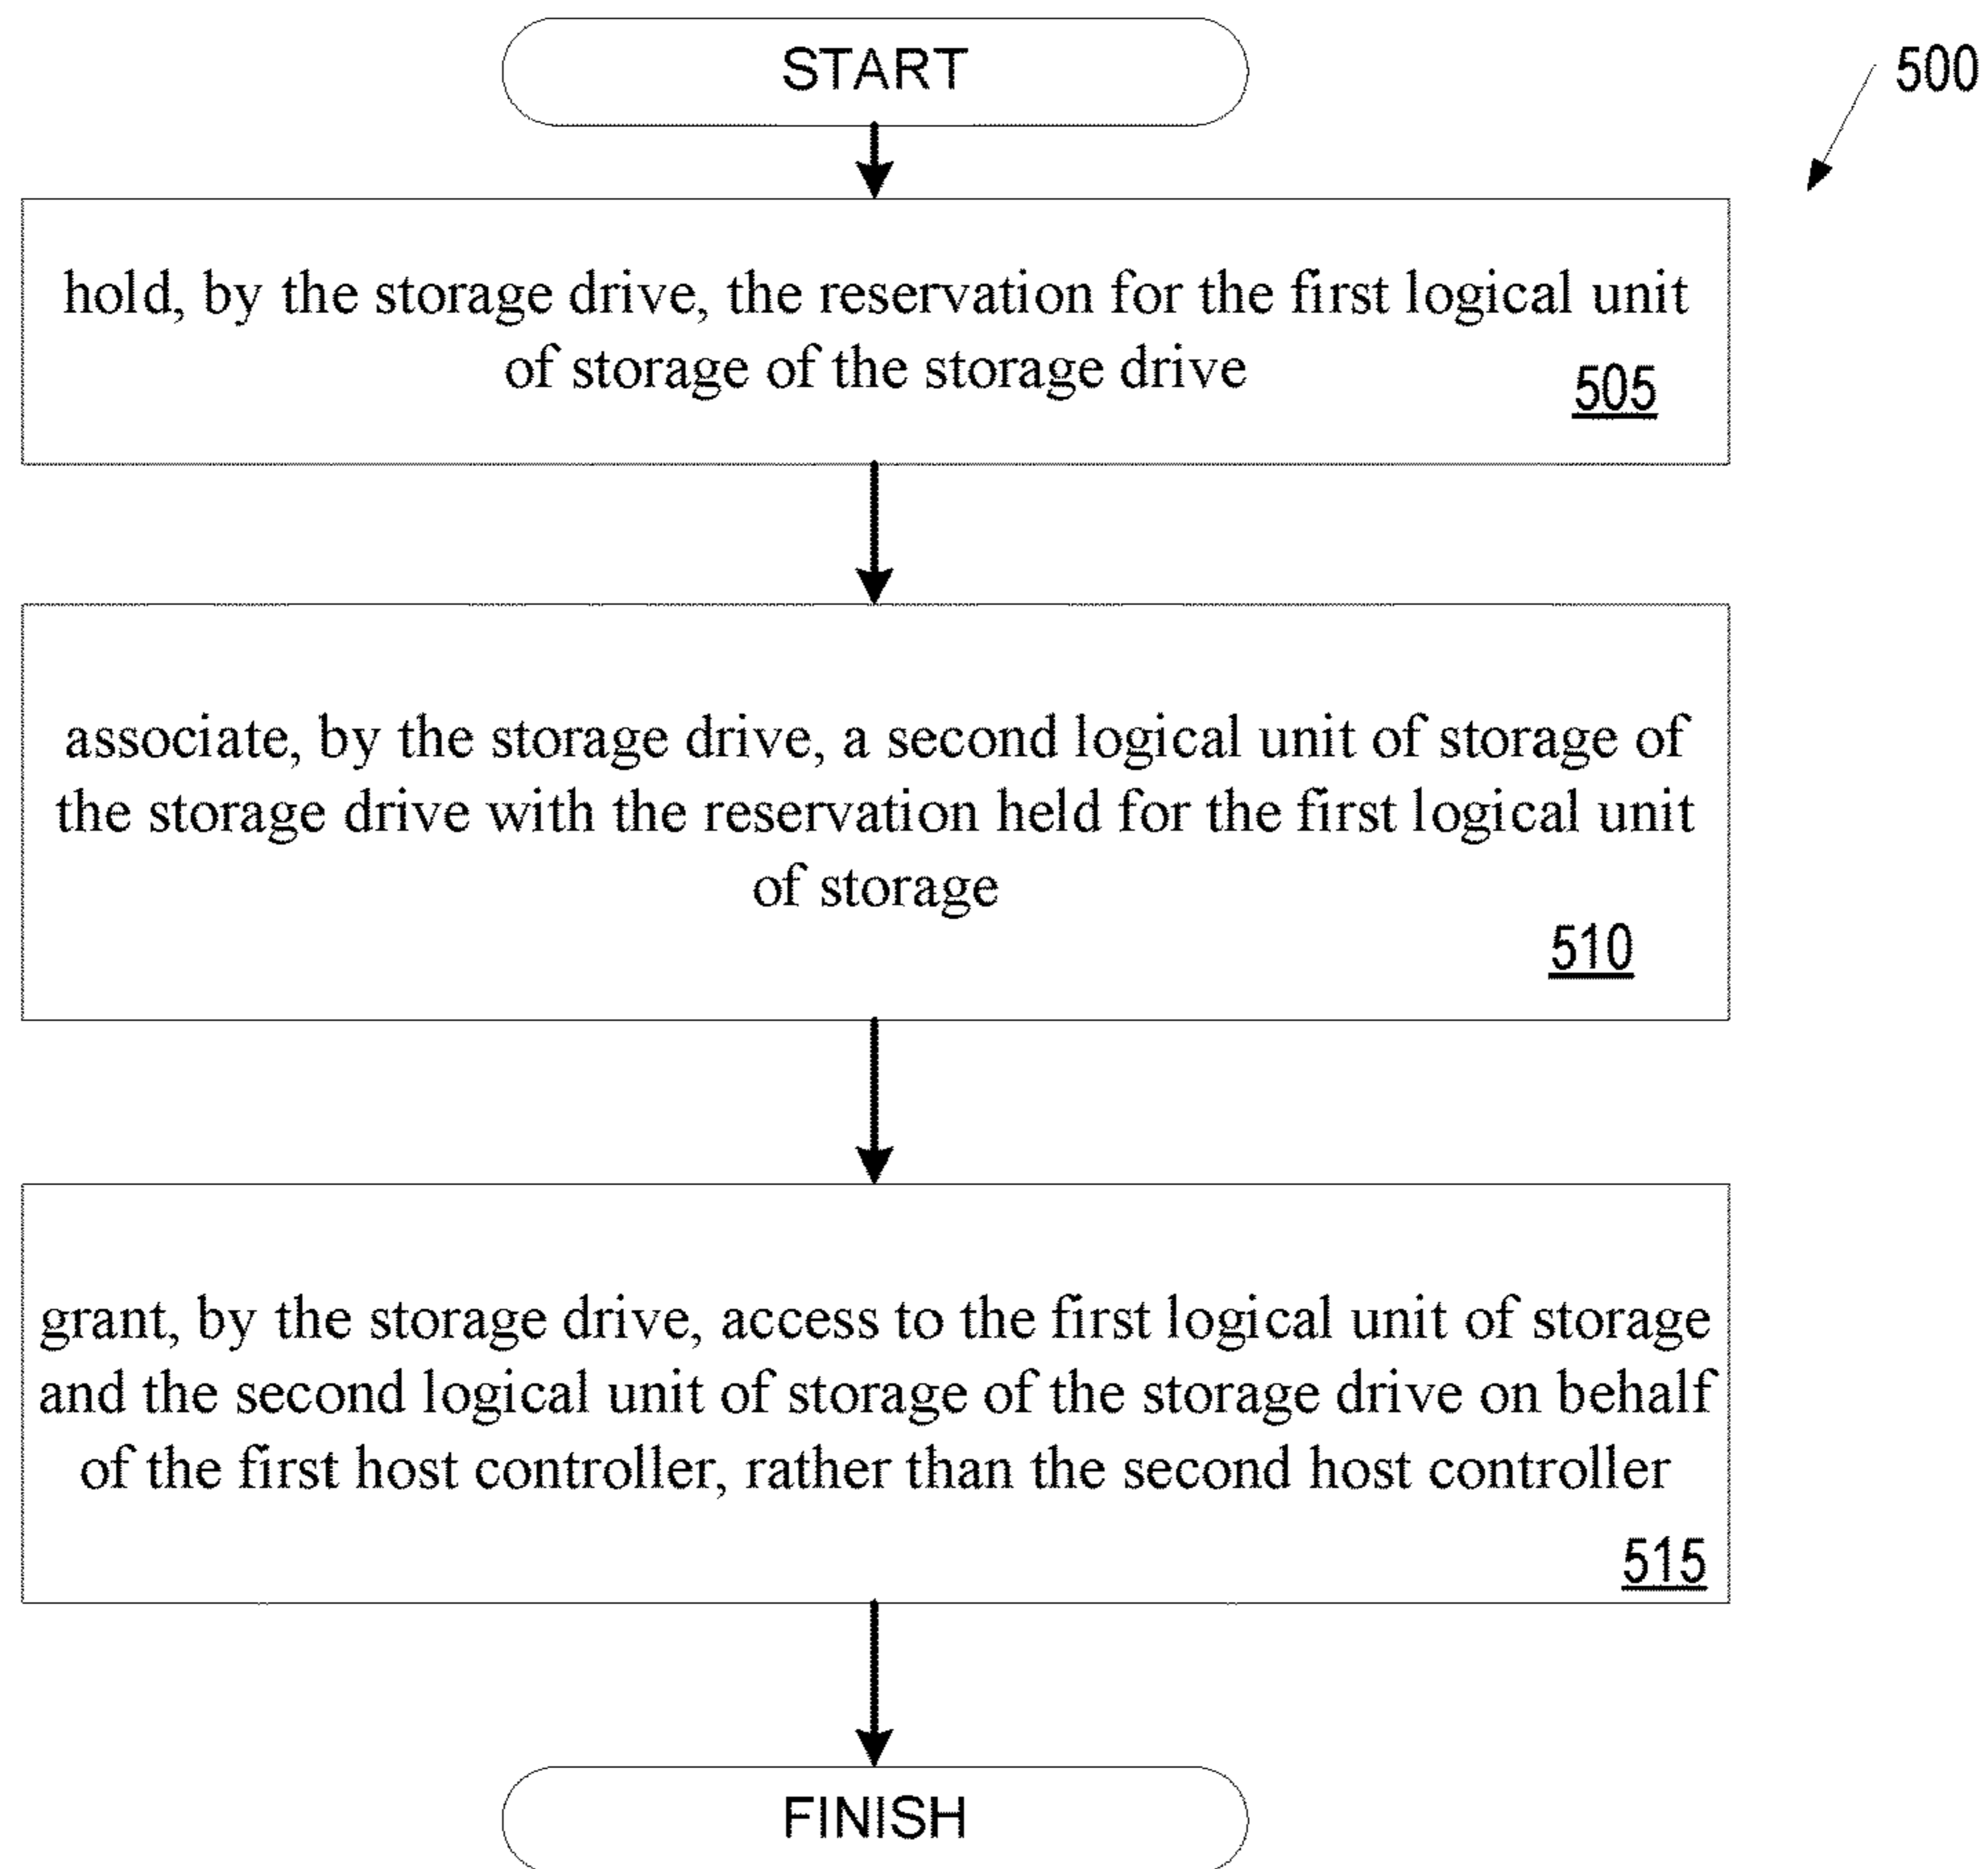 START
500
hold, by the storage drive, the reservation for the first logical unit
of storage of the storage drive
505
associate, by the storage drive, a second logical unit of storage of
the storage drive with the reservation held for the first logical unit
of storage
510
grant, by the storage drive, access to the first logical unit of storage
and the second logical unit of storage of the storage drive on behalf
of the first host controller, rather than the second host controller
515
FINISH